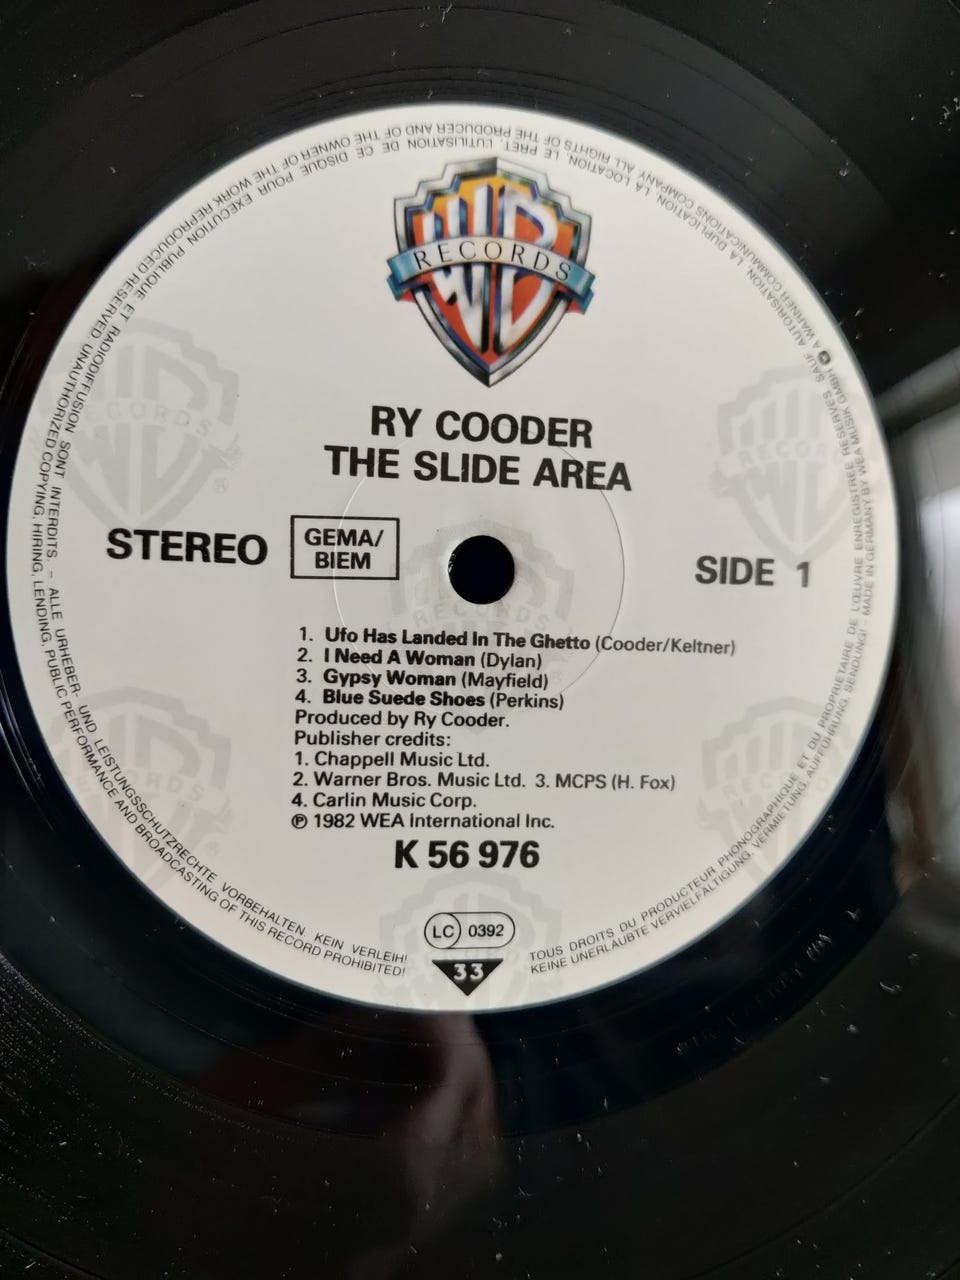 WB
RECORDS
RY COODER
THE SLIDE AREA
STEREO
GEMA/
BIEM
SIDE 1
1. Ufo Has Landed In The Ghetto (Cooder/Keltner)
2. I Need A Woman (Dylan)
3. Gypsy Woman (Mayfield)
4. Blue Suede Shoes (Perkins)
Produced by Ry Cooder.
Publisher credits:
1. Chappell Music Ltd.
2. Warner Bros. Music Ltd. 3. MCPS (H. Fox)
4. Carlin Music Corp.
℗ 1982 WEA International Inc.
K 56 976
LC 0392
33
TOUS DROITS DU PRODUCTEUR PHONOGRAPHIQUE ET DU PROPRIETAIRE DE L'ŒUVRE ENREGISTREE RESERVES SAUF AUTORISATION, LA DUPLICATION, LA LOCATION, LE PRET, L'UTILISATION DE CE DISQUE POUR EXECUTION PUBLIQUE ET RADIODIFFUSION SONT INTERDITS. – ALLE URHEBER- UND LEISTUNGSSCHUTZRECHTE VORBEHALTEN. KEIN VERLEIH!
KEINE UNERLAUBTE VERVIELFÄLTIGUNG, VERMIETUNG, AUFFÜHRUNG, SENDUNG! – MADE IN GERMANY BY WEA MUSIK GMBH A WARNER COMMUNICATIONS COMPANY. ALL RIGHTS OF THE PRODUCER AND OF THE OWNER OF THE WORK REPRODUCED RESERVED. UNAUTHORIZED COPYING, HIRING, LENDING, PUBLIC PERFORMANCE AND BROADCASTING OF THIS RECORD PROHIBITED!